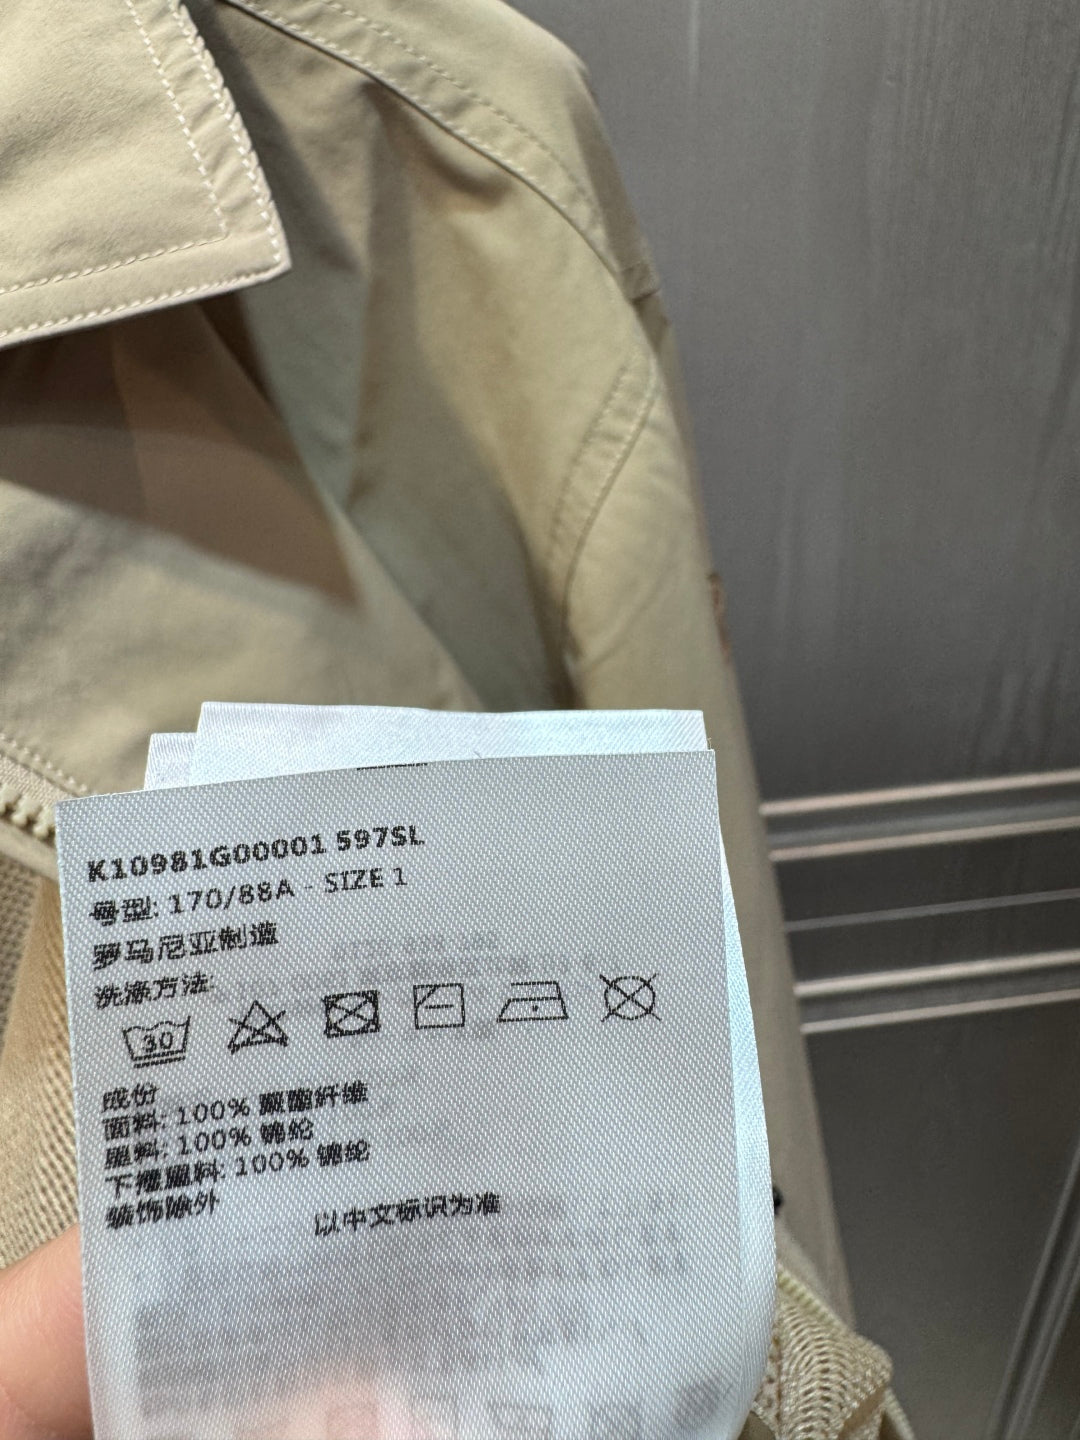 K10981G00001 597SL
号型: 170/88A - SIZE 1
罗马尼亚制造
洗涤方法:
30
成份
面料: 100% 聚酯纤维
里料: 100% 锦纶
下摆里料: 100% 锦纶
装饰除外
以中文标识为准